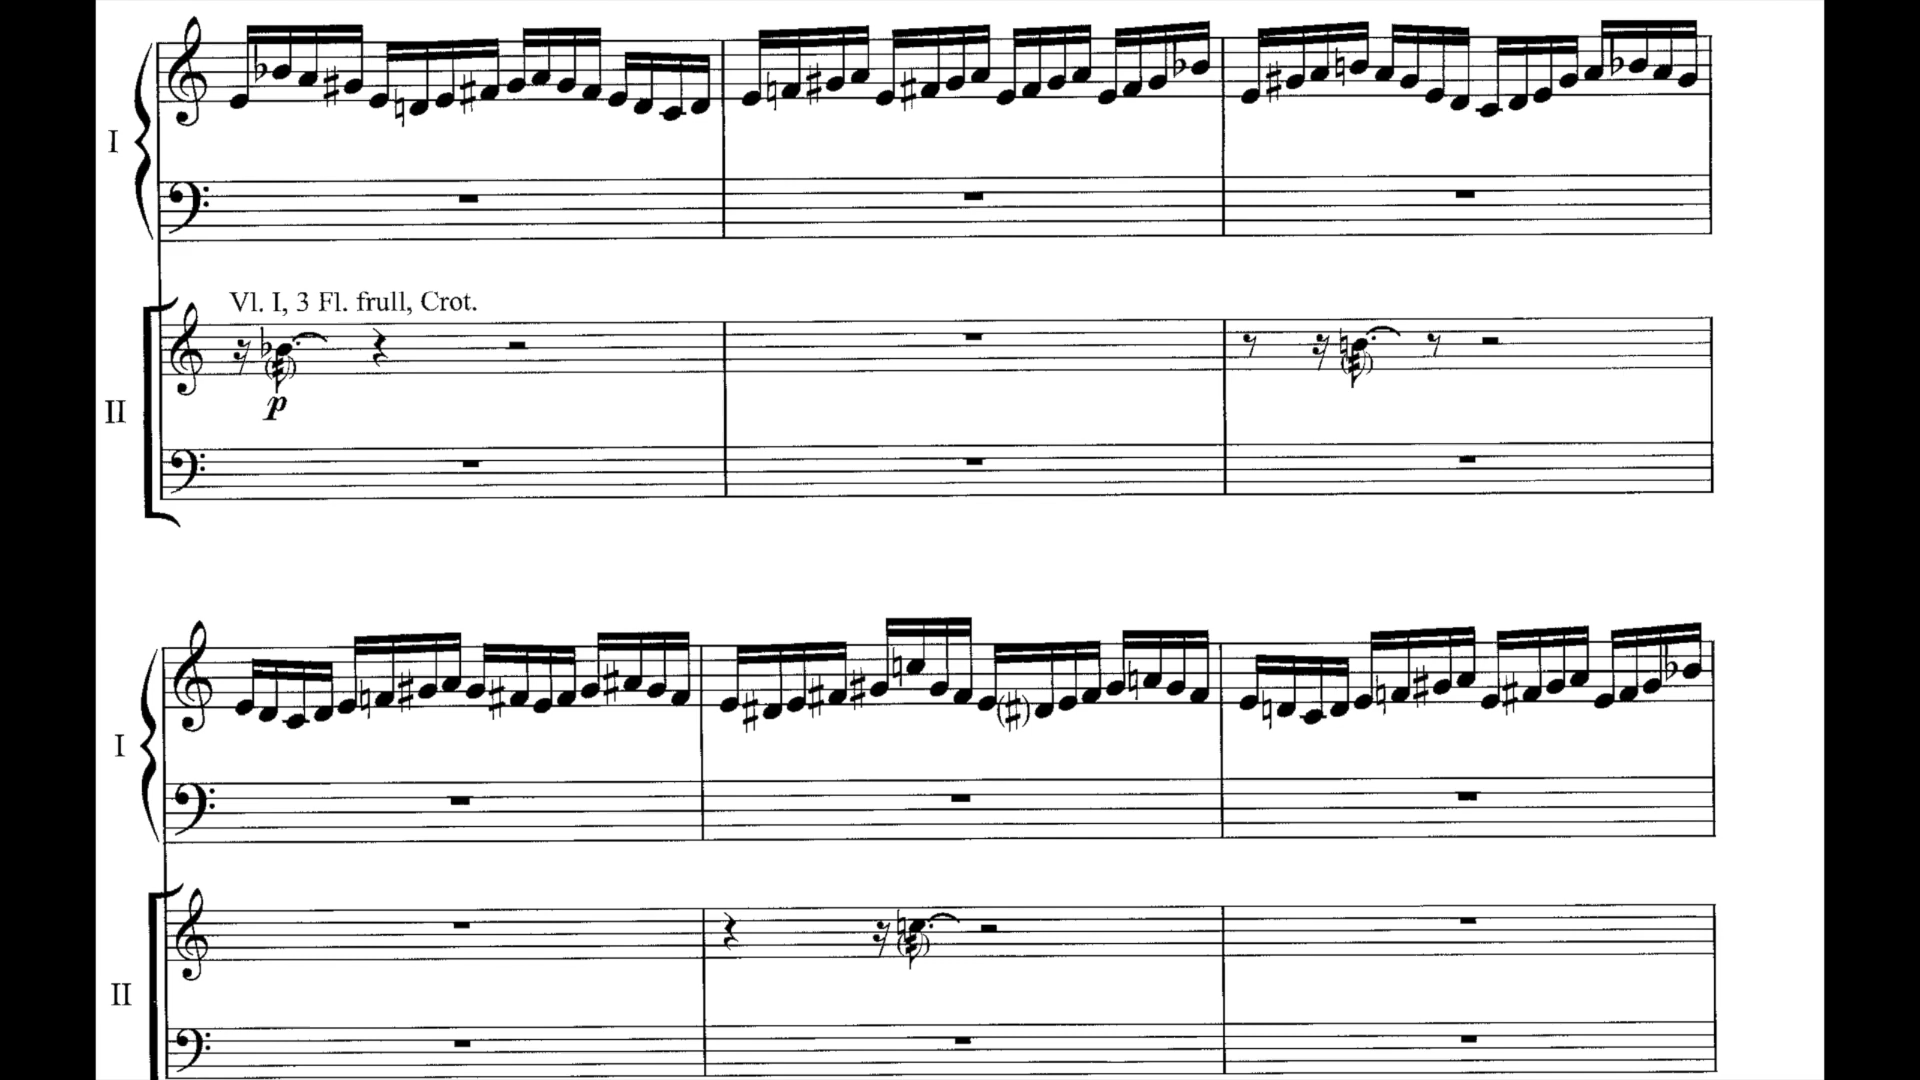 I
Vl. I, 3 Fl. frull, Crot.
p
II
I
II